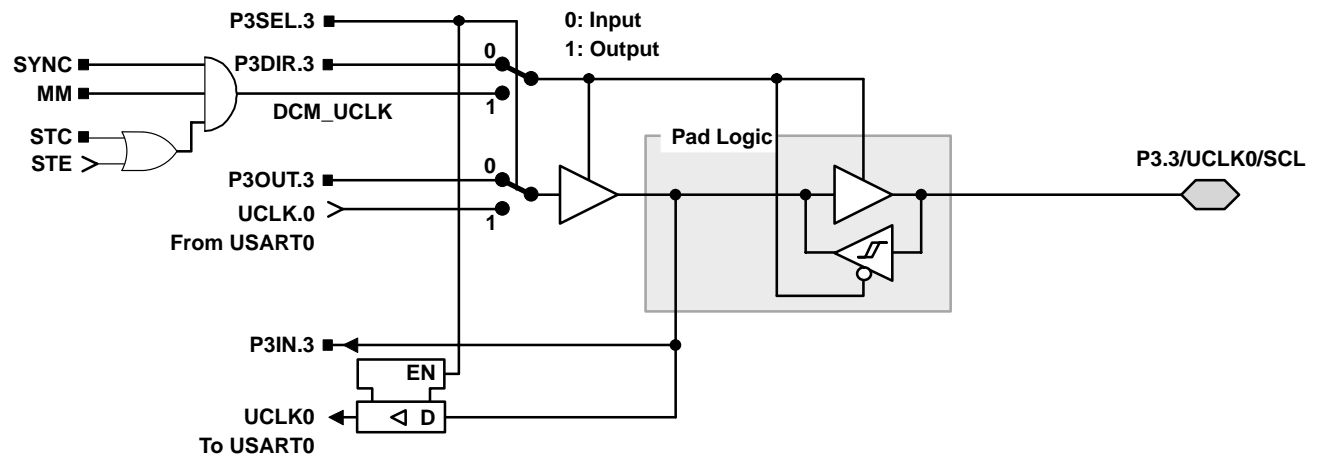 P3SEL.3
0: Input
1: Output
SYNC
P3DIR.3
0
MM
1
DCM_UCLK
STC
STE
Pad Logic
P3.3/UCLK0/SCL
P3OUT.3
0
UCLK.0
1
From USART0
P3IN.3
EN
UCLK0
D
To USART0